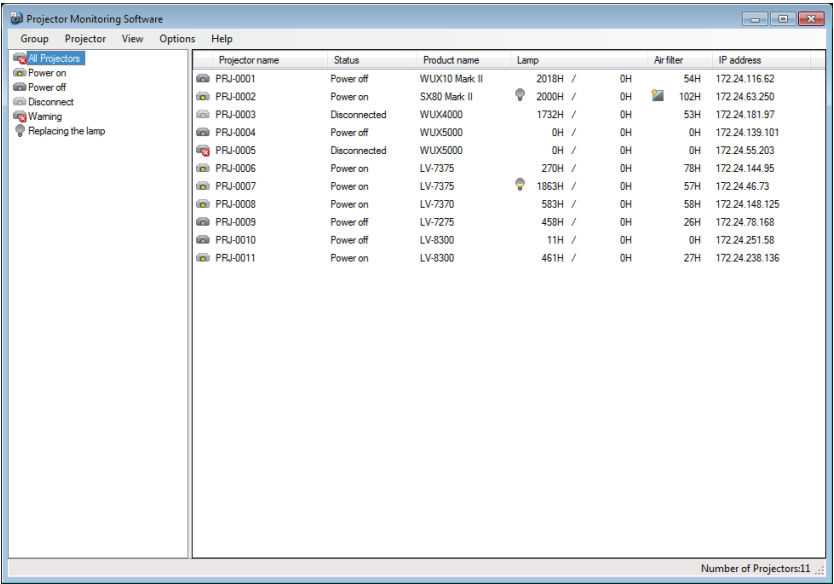 Projector Monitoring Software
Group Projector View Options Help
All Projectors
Power on
Power off
Disconnect
Warning
Replacing the lamp
Projector name Status Product name Lamp Air filter IP address
PRJ-0001 Power off WUX10 Mark II 2018H / 0H 54H 172.24.116.62
PRJ-0002 Power on SX80 Mark II 2000H / 0H 102H 172.24.63.250
PRJ-0003 Disconnected WUX4000 1732H / 0H 53H 172.24.181.97
PRJ-0004 Power off WUX5000 0H / 0H 0H 172.24.139.101
PRJ-0005 Disconnected WUX5000 0H / 0H 0H 172.24.55.203
PRJ-0006 Power on LV-7375 270H / 0H 78H 172.24.144.95
PRJ-0007 Power on LV-7375 1863H / 0H 57H 172.24.46.73
PRJ-0008 Power on LV-7370 583H / 0H 58H 172.24.148.125
PRJ-0009 Power off LV-7275 458H / 0H 26H 172.24.78.168
PRJ-0010 Power off LV-8300 11H / 0H 0H 172.24.251.58
PRJ-0011 Power on LV-8300 461H / 0H 27H 172.24.238.136
Number of Projectors:11